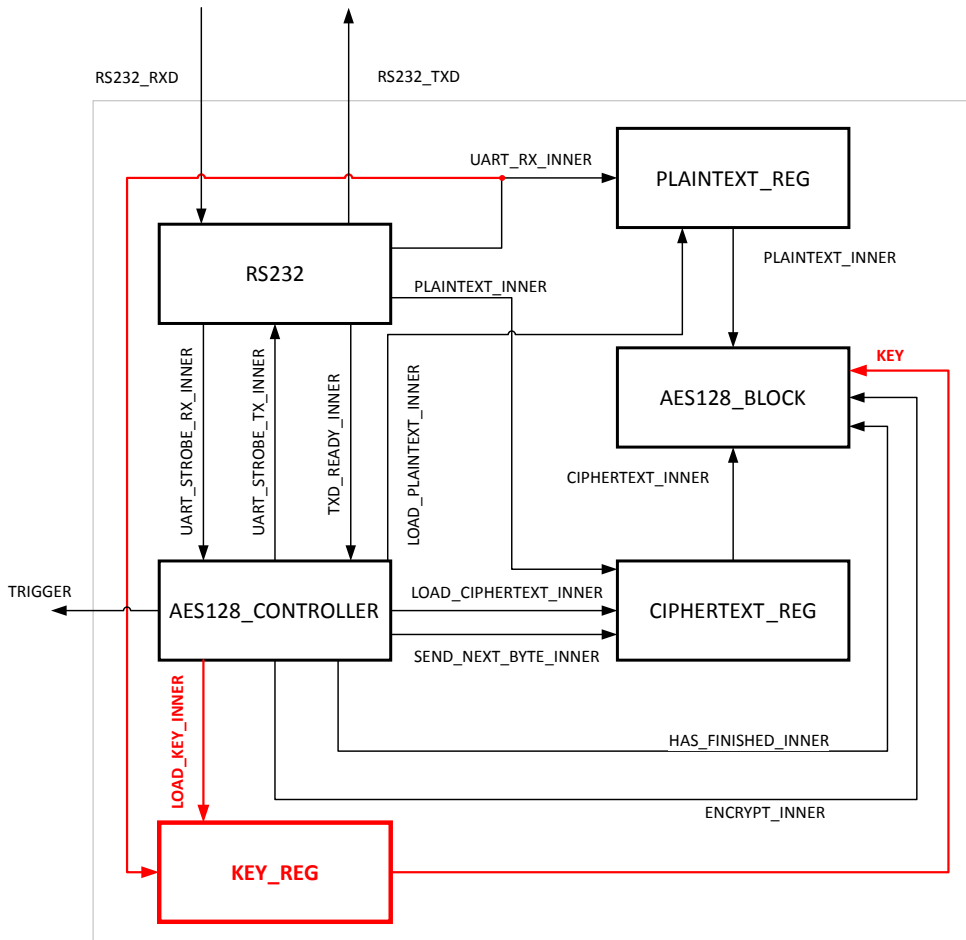 RS232_RXD
RS232_TXD
UART_RX_INNER
PLAINTEXT_REG
RS232
PLAINTEXT_INNER
PLAINTEXT_INNER
KEY
AES128_BLOCK
UART_STROBE_RX_INNER
UART_STROBE_TX_INNER
TXD_READY_INNER
LOAD_PLAINTEXT_INNER
CIPHERTEXT_INNER
TRIGGER
AES128_CONTROLLER
LOAD_CIPHERTEXT_INNER
CIPHERTEXT_REG
SEND_NEXT_BYTE_INNER
LOAD_KEY_INNER
HAS_FINISHED_INNER
ENCRYPT_INNER
KEY_REG